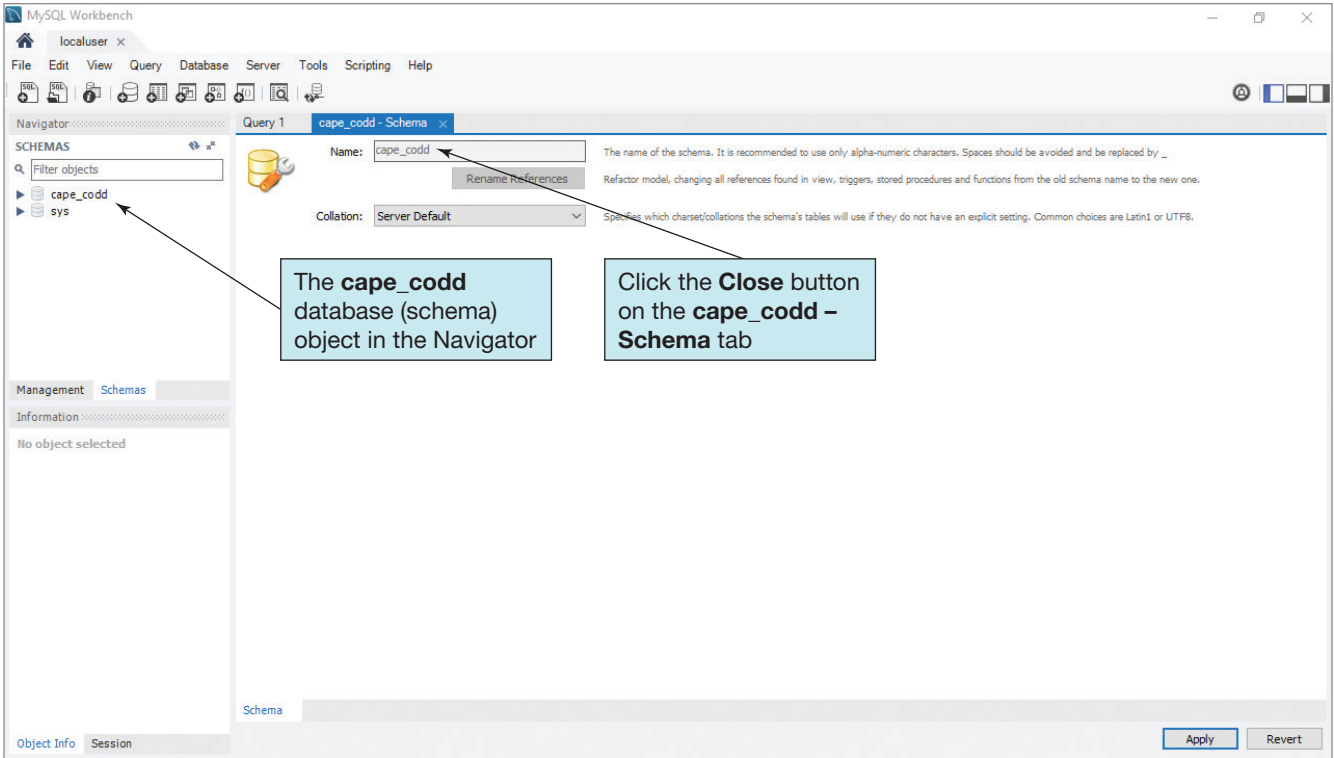 MySQL Workbench
localuser
File Edit View Query Database Server Tools Scripting Help
Navigator
SCHEMAS
Filter objects
cape_codd
sys
Management Schemas
Information
No object selected
Object Info Session
Query 1 cape_codd - Schema
Name: cape_codd The name of the schema. It is recommended to use only alpha-numeric characters. Spaces should be avoided and be replaced by _
Rename References Refactor model, changing all references found in view, triggers, stored procedures and functions from the old schema name to the new one.
Collation: Server Default Specifies which charset/collations the schema's tables will use if they do not have an explicit setting. Common choices are Latin1 or UTF8.
The cape_codd
database (schema)
object in the Navigator
Click the Close button
on the cape_codd –
Schema tab
Schema
Apply Revert